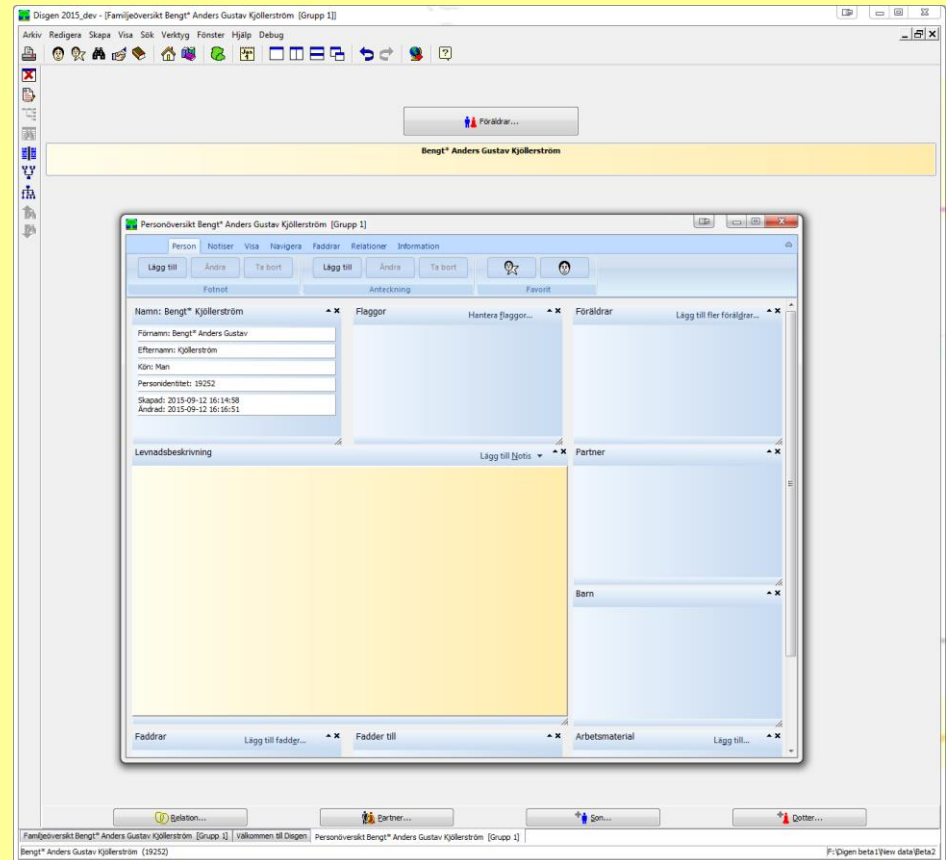 Disgen 2015_dev - [Familjeöversikt Bengt* Anders Gustav Kjöllerström [Grupp 1]]
Arkiv Redigera Skapa Visa Sök Verktyg Fönster Hjälp Debug
Föräldrar...
Bengt* Anders Gustav Kjöllerström
Personöversikt Bengt* Anders Gustav Kjöllerström [Grupp 1]
Person Notiser Visa Navigera Faddrar Relationer Information
Lägg till Ändra Ta bort Lägg till Ändra Ta bort
Fotnot Anteckning Favorit
Namn: Bengt* Kjöllerström Flaggor Hantera flaggor... Föräldrar Lägg till fler föräldrar...
Förnamn: Bengt* Anders Gustav
Efternamn: Kjöllerström
Kön: Man
Personidentitet: 19252
Skapad: 2015-09-12 16:14:58
Ändrad: 2015-09-12 16:16:51
Levnadsbeskrivning Lägg till Notis Partner
Barn
Faddrar Lägg till fadder... Fadder till Arbetsmaterial Lägg till...
Relation... Partner... Son... Dotter...
Familjeöversikt Bengt* Anders Gustav Kjöllerström [Grupp 1] Välkommen till Disgen Personöversikt Bengt* Anders Gustav Kjöllerström [Grupp 1]
Bengt* Anders Gustav Kjöllerström (19252) F:\Digen beta1\New data\Beta2